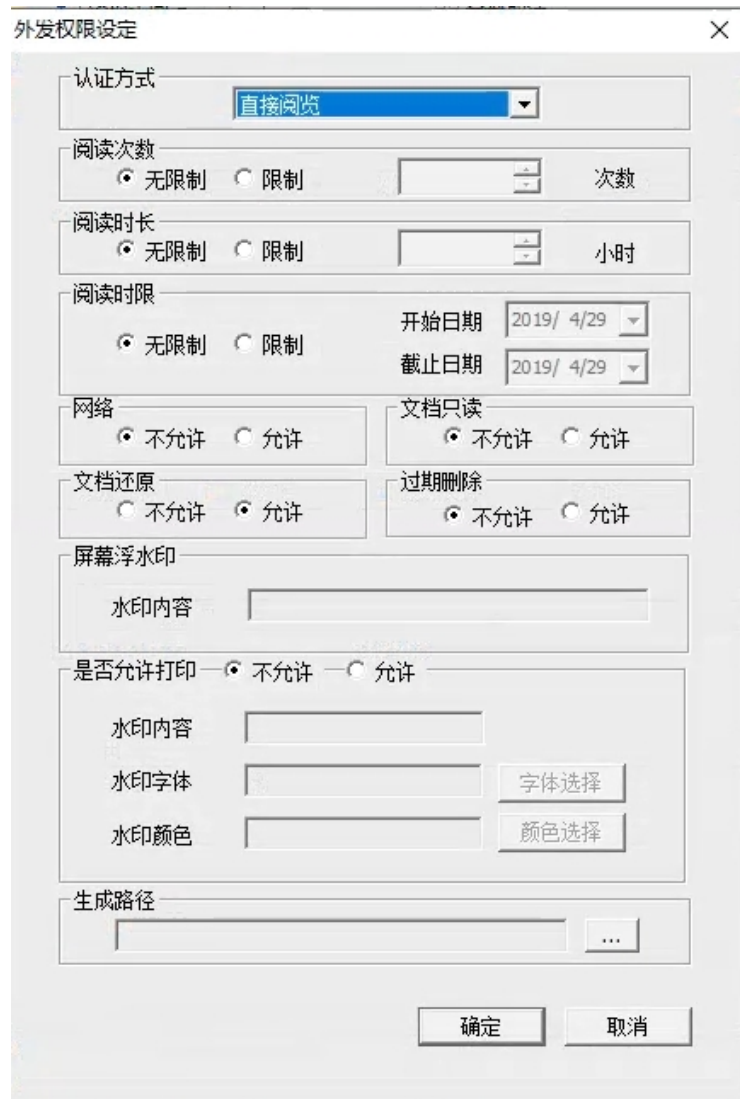 外发权限设定
认证方式
直接阅览
阅读次数
无限制 限制 次数
阅读时长
无限制 限制 小时
阅读时限
无限制 限制
开始日期 2019/ 4/29
截止日期 2019/ 4/29
网络
不允许 允许
文档只读
不允许 允许
文档还原
不允许 允许
过期删除
不允许 允许
屏幕浮水印
水印内容
是否允许打印 不允许 允许
水印内容
水印字体 字体选择
水印颜色 颜色选择
生成路径
...
确定 取消